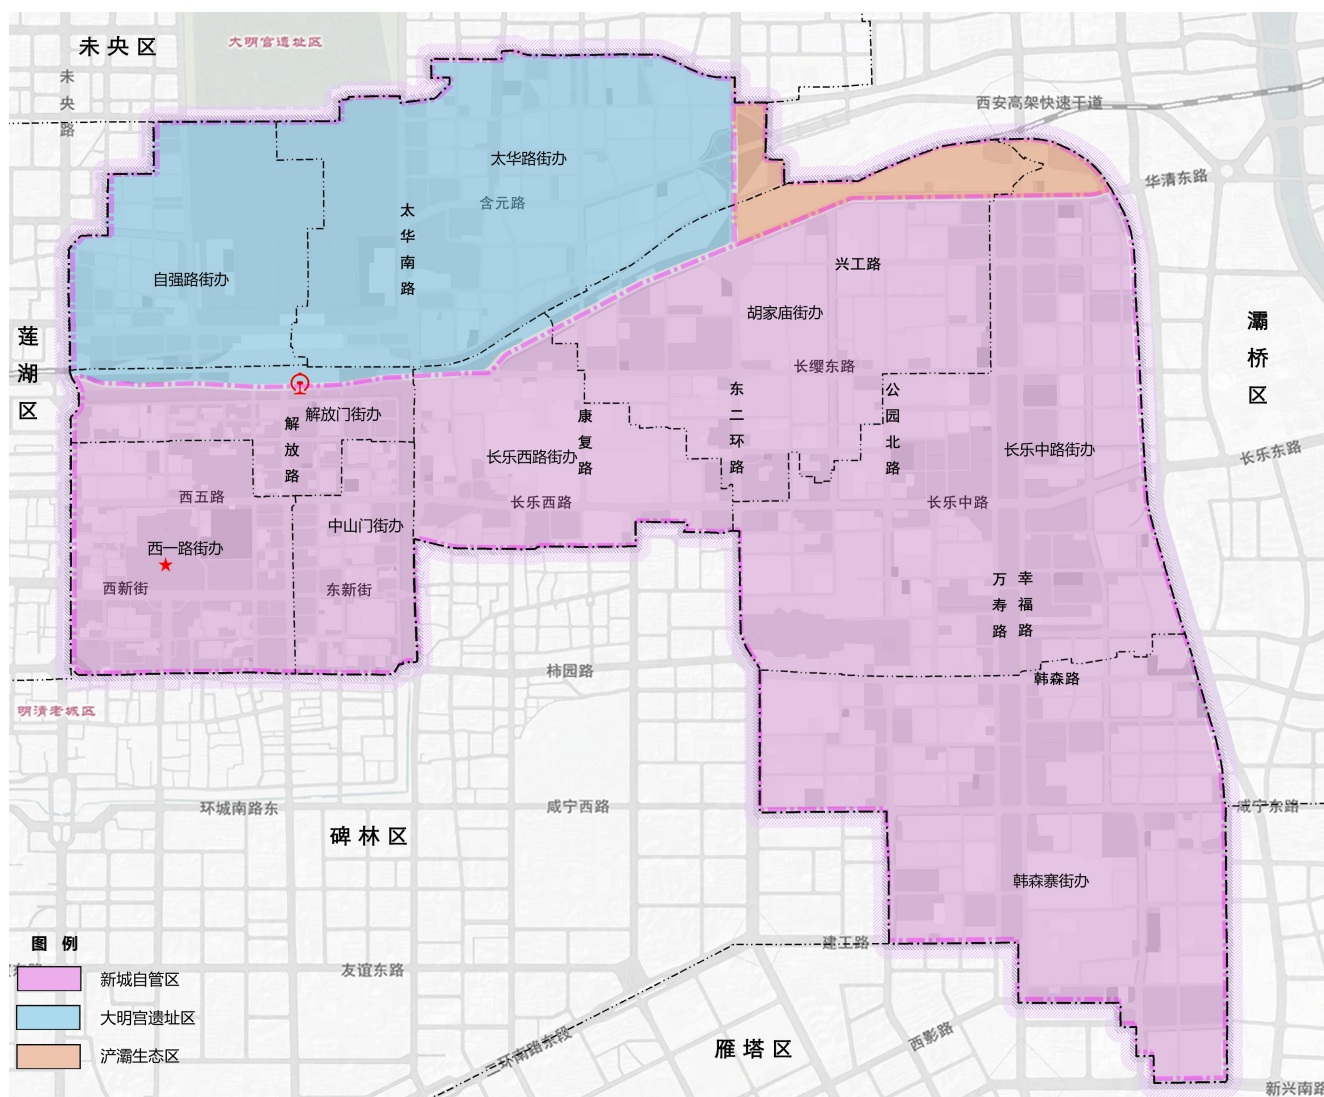 未央区
大明宫遗址区
未央路
西安高架快速干道
太华路街办
华清东路
含元路
太华南路
自强路街办
兴工路
胡家庙街办
灞桥区
莲湖区
长缨东路
东二环路
公园北路
解放门街办
康复路
解放路
长乐中路街办
长乐东路
长乐西路街办
西五路
长乐西路
长乐中路
中山门街办
西一路街办
西新街
东新街
万寿路
幸福路
柿园路
韩森路
明清老城区
环城南路东
咸宁西路
咸宁东路
碑林区
韩森寨街办
建工路
图例
友谊东路
新城自管区
大明宫遗址区
浐灞生态区
二环南路东段
西影路
雁塔区
新兴南路